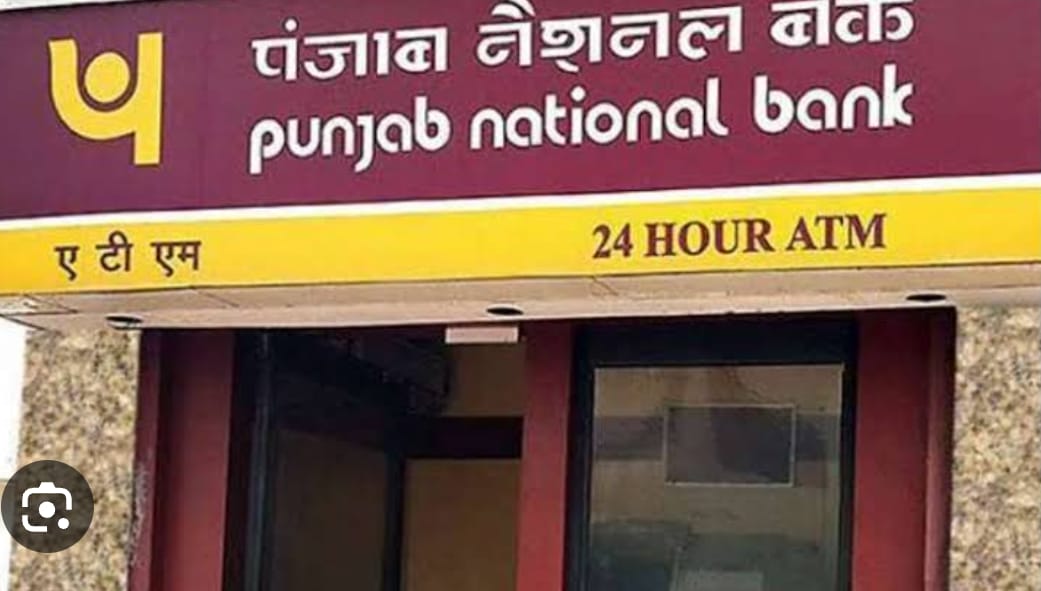 पंजाब नैशनल बैंक
punjab national bank
ए टी एम 24 HOUR ATM